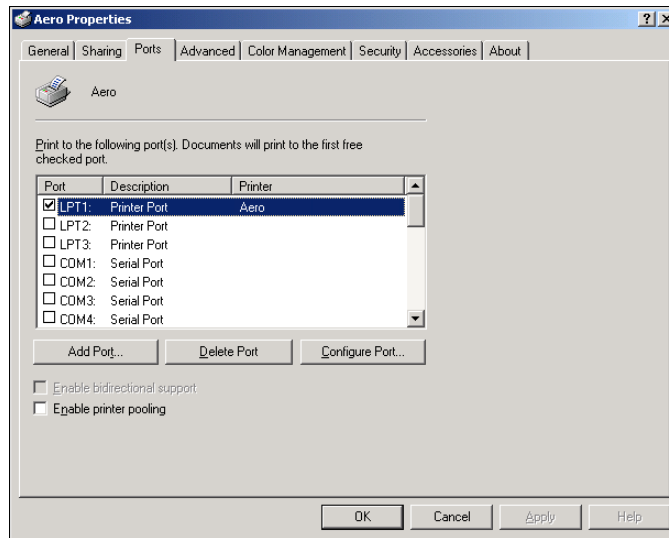 Aero Properties
General Sharing Ports Advanced Color Management Security Accessories About
Aero
Print to the following port(s). Documents will print to the first free
checked port.
Port Description Printer
LPT1: Printer Port Aero
LPT2: Printer Port
LPT3: Printer Port
COM1: Serial Port
COM2: Serial Port
COM3: Serial Port
COM4: Serial Port
Add Port... Delete Port Configure Port...
Enable bidirectional support
Enable printer pooling
OK Cancel Apply Help